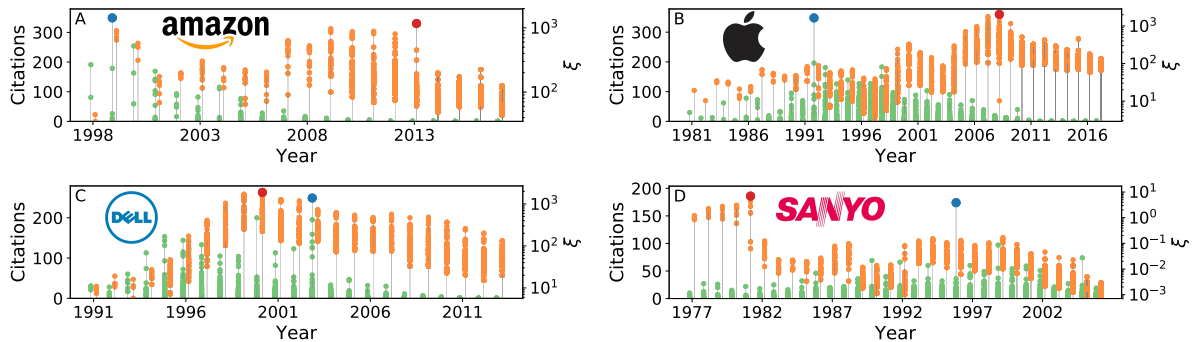 A
amazon
Citations
300
200
100
0
10³
10²
ξ
1998
2003
2008
2013
Year
B
Citations
300
200
100
0
10³
10²
10¹
ξ
1981
1986
1991
1996
2001
2006
2011
2016
Year
C
DELL
Citations
200
100
0
10³
10²
10¹
ξ
1991
1996
2001
2006
2011
Year
D
SANYO
Citations
200
150
100
50
0
10¹
10⁰
10⁻¹
10⁻²
10⁻³
ξ
1977
1982
1987
1992
1997
2002
Year